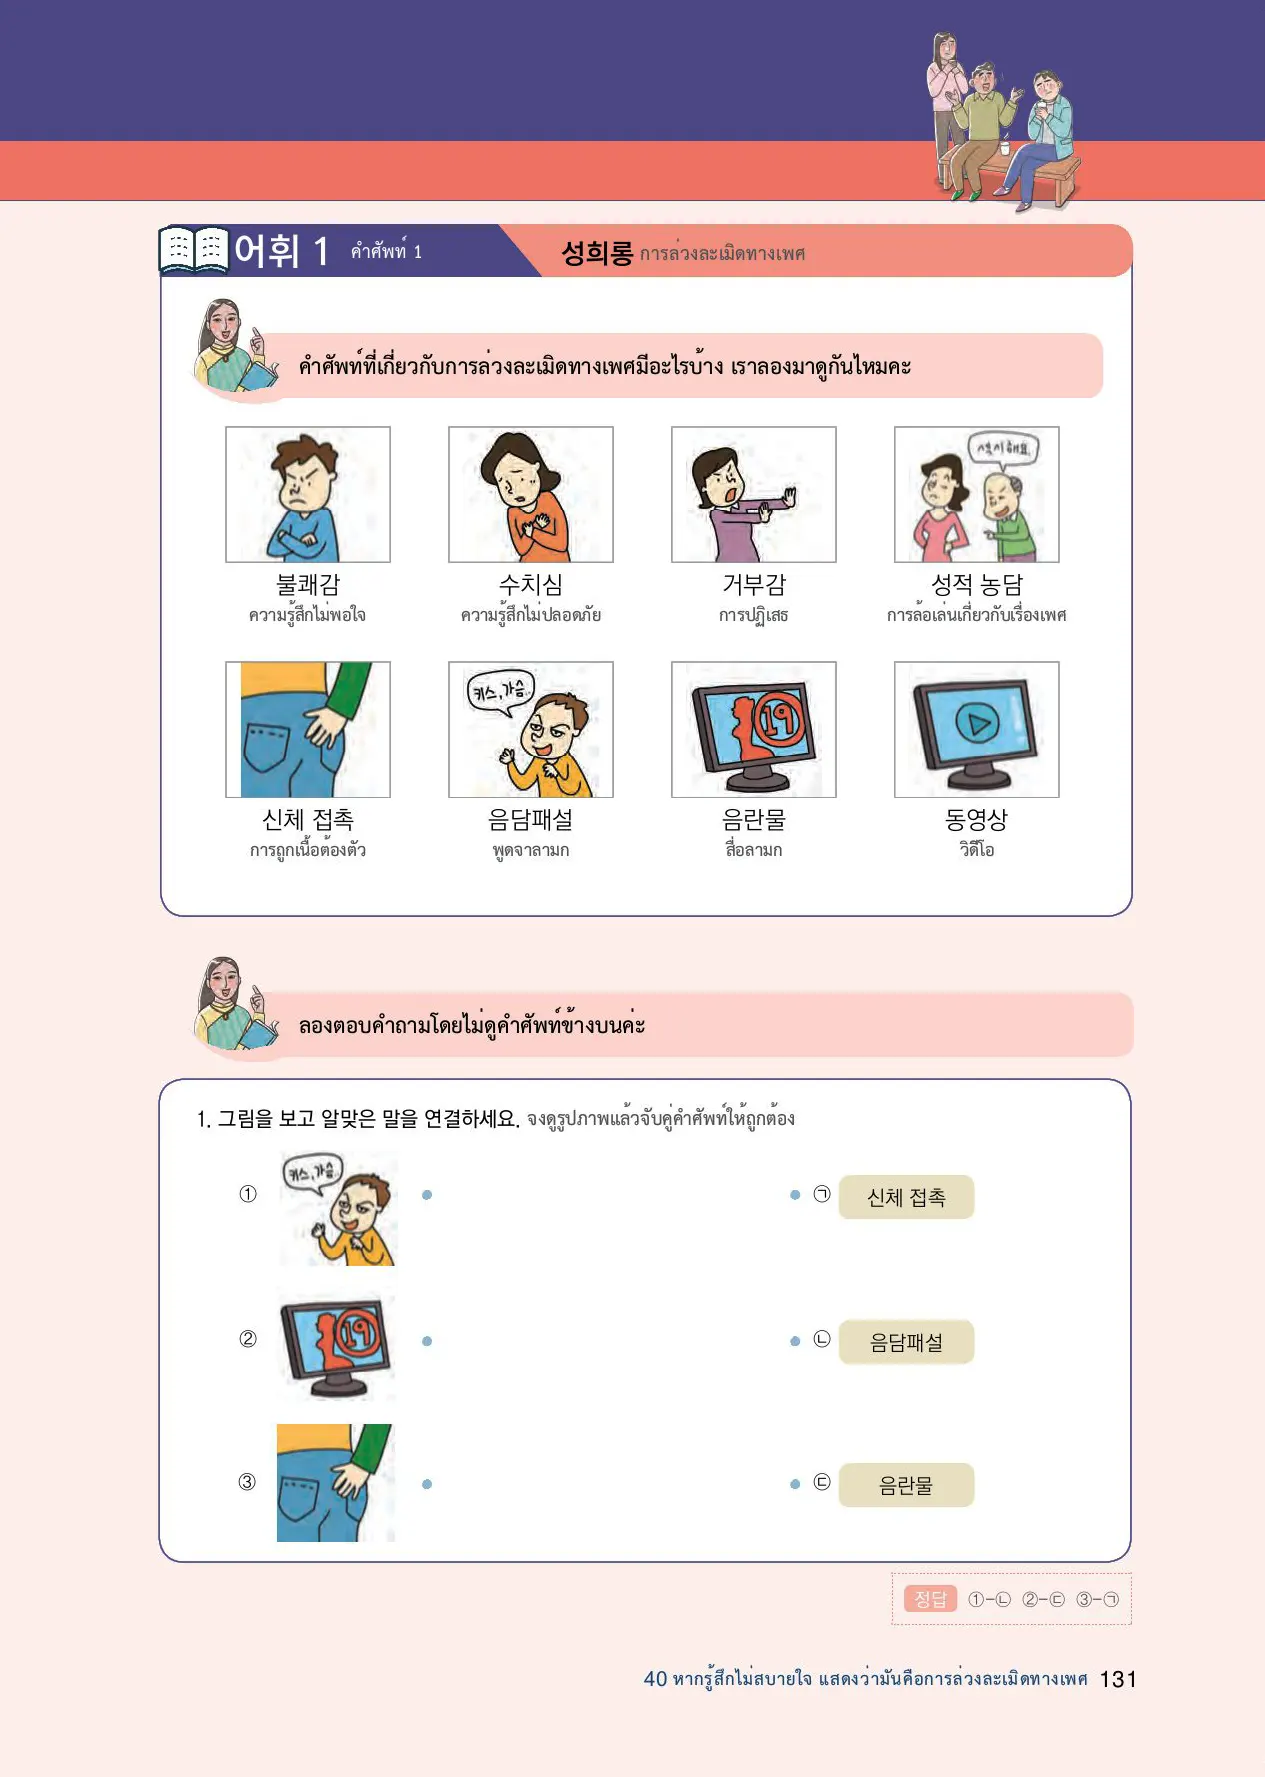 어휘 1 คำศัพท์ 1
성희롱 การล่วงละเมิดทางเพศ
คำศัพท์ที่เกี่ยวกับการล่วงละเมิดทางเพศมีอะไรบ้าง เราลองมาดูกันไหมคะ
섹시해요.
불쾌감 수치심 거부감 성적 농담
ความรู้สึกไม่พอใจ ความรู้สึกไม่ปลอดภัย การปฏิเสธ การล้อเล่นเกี่ยวกับเรื่องเพศ
키스, 가슴..
19
신체 접촉 음담패설 음란물 동영상
การถูกเนื้อต้องตัว พูดจาลามก สื่อลามก วิดีโอ
ลองตอบคำถามโดยไม่ดูคำศัพท์ข้างบนค่ะ
1. 그림을 보고 알맞은 말을 연결하세요. จงดูรูปภาพแล้วจับคู่คำศัพท์ให้ถูกต้อง
키스, 가슴..
① • • ㉠ 신체 접촉
19
② • • ㉡ 음담패설
③ • • ㉢ 음란물
정답 ①-㉡ ②-㉢ ③-㉠
40 หากรู้สึกไม่สบายใจ แสดงว่ามันคือการล่วงละเมิดทางเพศ 131